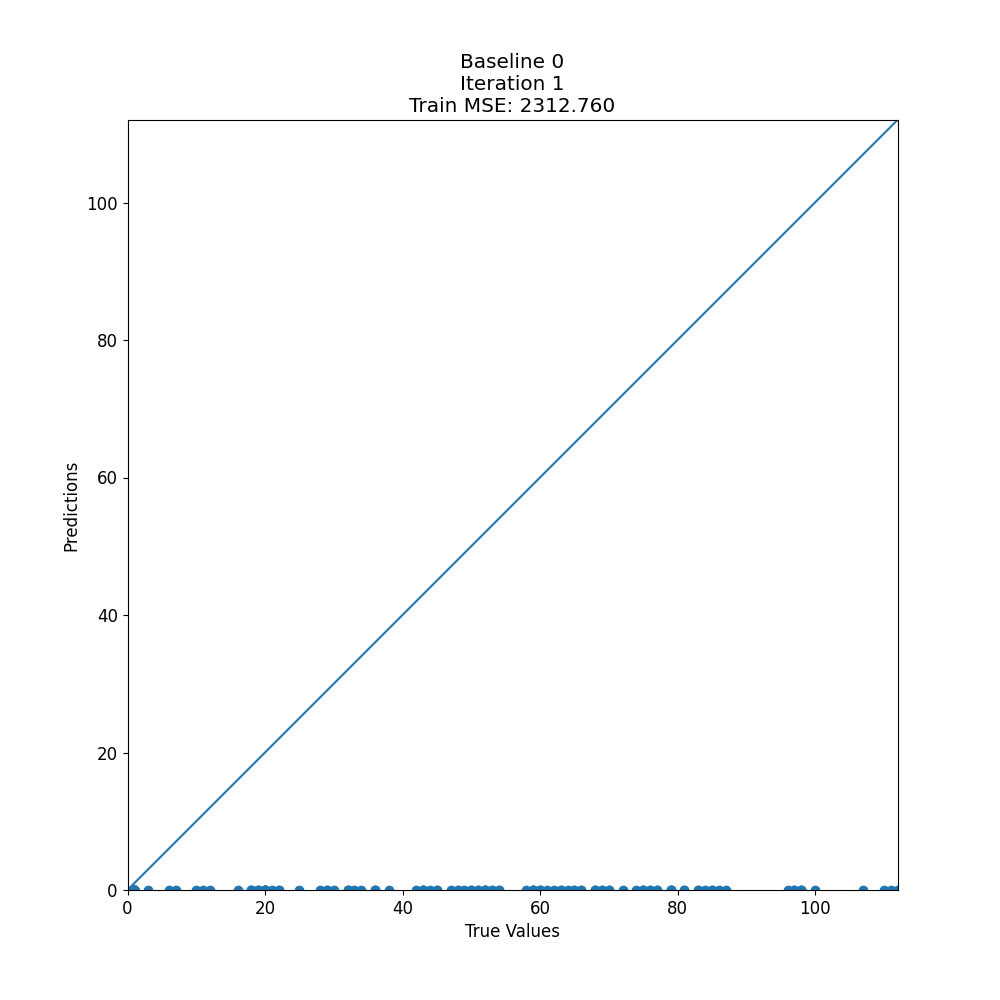 Baseline 0
Iteration 1
Train MSE: 2312.760
100
80
60
40
20
0
Predictions
0 20 40 60 80 100
True Values